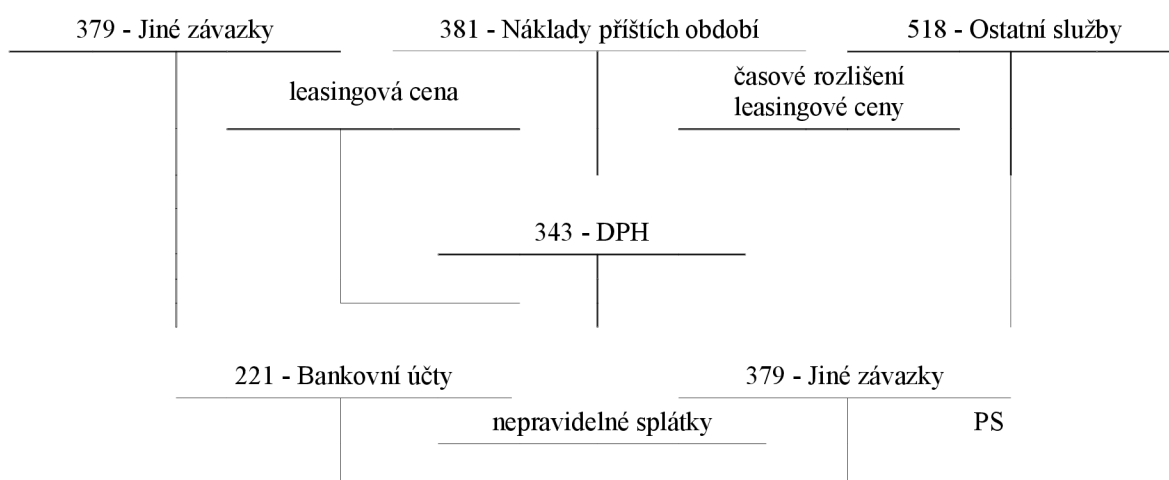 379 - Jiné závazky
381 - Náklady příštích období
518 - Ostatní služby
leasingová cena
časové rozlišení
leasingové ceny
343 - DPH
221 - Bankovní účty
379 - Jiné závazky
nepravidelné splátky
PS